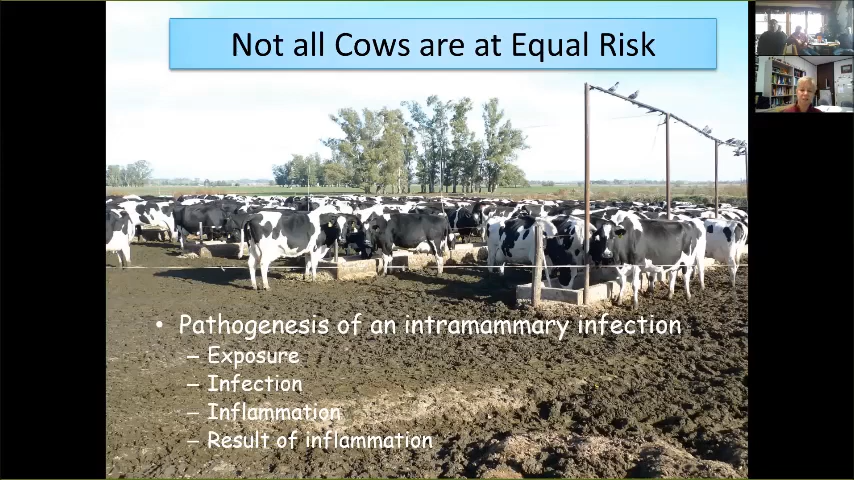 Not all Cows are at Equal Risk
• Pathogenesis of an intramammary infection
– Exposure
– Infection
– Inflammation
– Result of inflammation